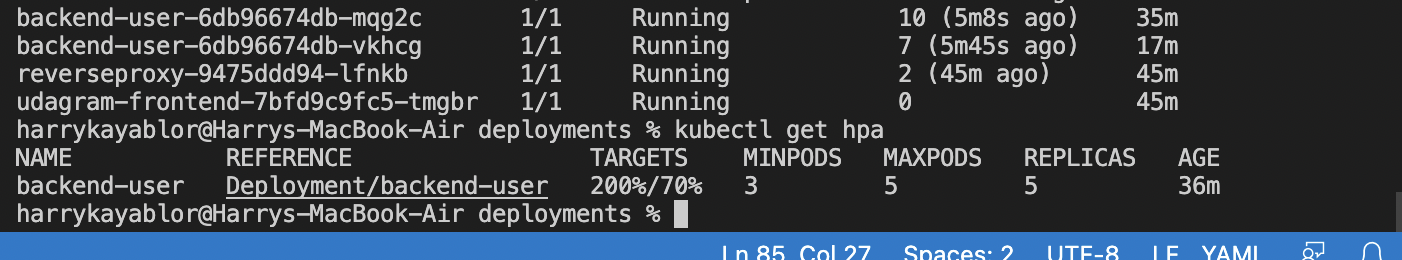 backend-user-6db96674db-mqg2c 1/1 Running 10 (5m8s ago) 35m
backend-user-6db96674db-vkhcg 1/1 Running 7 (5m45s ago) 17m
reverseproxy-9475ddd94-lfnkb 1/1 Running 2 (45m ago) 45m
udagram-frontend-7bfd9c9fc5-tmgbr 1/1 Running 0 45m
harrykayablor@Harrys-MacBook-Air deployments % kubectl get hpa
NAME REFERENCE TARGETS MINPODS MAXPODS REPLICAS AGE
backend-user Deployment/backend-user 200%/70% 3 5 5 36m
harrykayablor@Harrys-MacBook-Air deployments %
Ln 85, Col 27 Spaces: 2 UTF-8 LF YAML